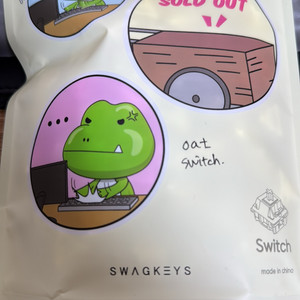 SOLD OUT
oat
switch.
Switch
made in china
SWAGKEYS